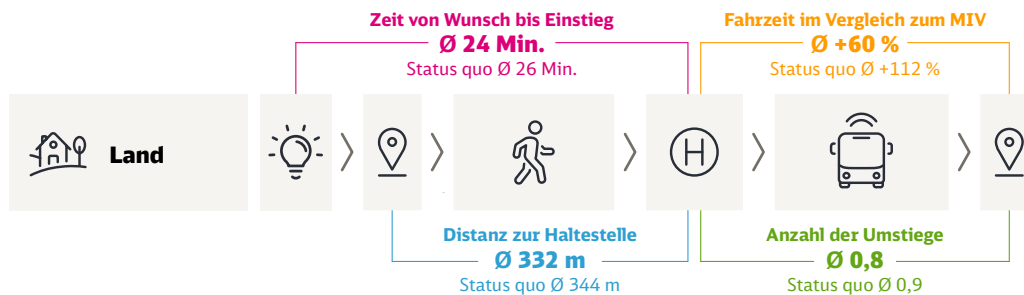 Zeit von Wunsch bis Einstieg
Ø 24 Min.
Status quo Ø 26 Min.
Fahrzeit im Vergleich zum MIV
Ø +60 %
Status quo Ø +112 %
Land
H
Distanz zur Haltestelle
Ø 332 m
Status quo Ø 344 m
Anzahl der Umstiege
Ø 0,8
Status quo Ø 0,9